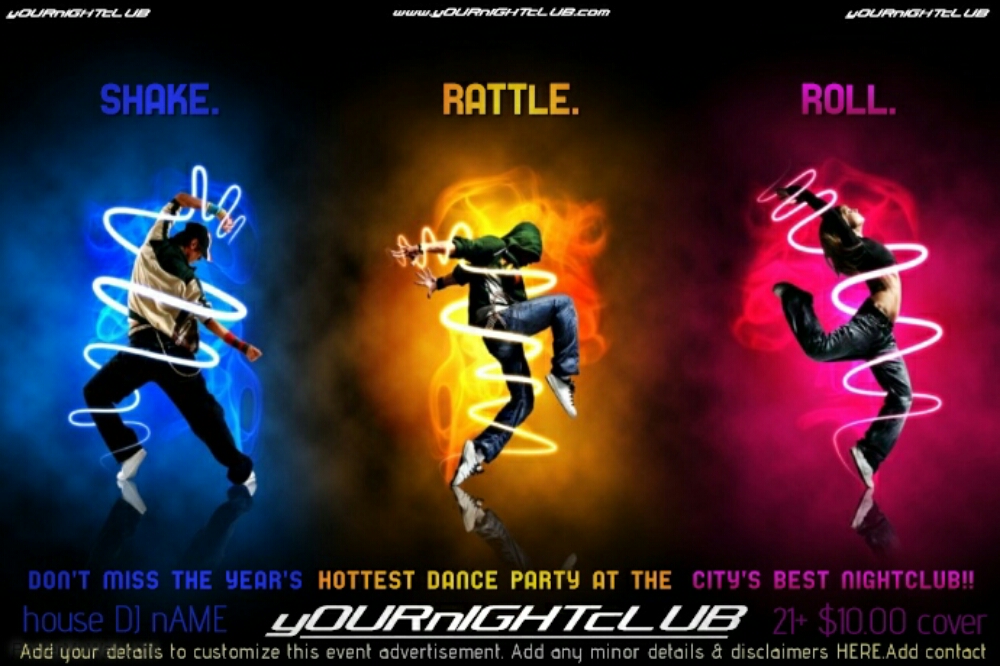 yOURnIGHTcLUB www.yOURnIGHTcLUB.com yOURnIGHTcLUB
SHAKE. RATTLE. ROLL.
DON'T MISS THE YEAR'S HOTTEST DANCE PARTY AT THE CITY'S BEST NIGHTCLUB!!
house DJ nAME yOURnIGHTcLUB 21+ $10.00 cover
Add your details to customize this event advertisement. Add any minor details & disclaimers HERE.Add contact